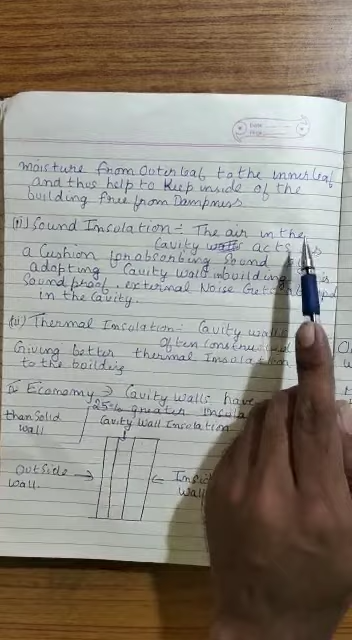 moisture from Outer leaf to the inner leaf
and thus help to Keep inside of the
building free from Dampness
(ii) Sound Insulation:- The air in the
Cavity acts as
a Cushion for absorbing Sound
adopting Cavity wall in building is
Sound proof. external Noise Gets
in the Cavity.
(iii) Thermal Insulation:- Cavity walls
Often constructed
Giving better thermal Insulation
to the building
iv Economy → Cavity walls have
25% greater Insula
than Solid
wall
Cavity Wall Insulation
Outside
wall.
Inside
wall